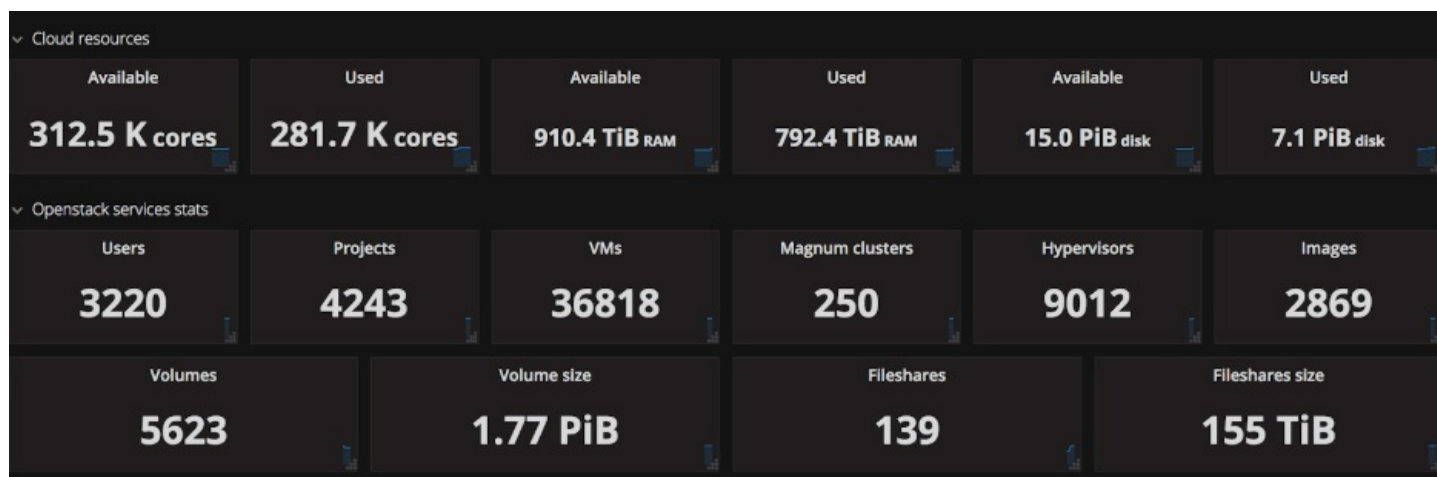 Cloud resources
Available Used Available Used Available Used
312.5 K cores 281.7 K cores 910.4 TiB RAM 792.4 TiB RAM 15.0 PiB disk 7.1 PiB disk
Openstack services stats
Users Projects VMs Magnum clusters Hypervisors Images
3220 4243 36818 250 9012 2869
Volumes Volume size Fileshares Fileshares size
5623 1.77 PiB 139 155 TiB